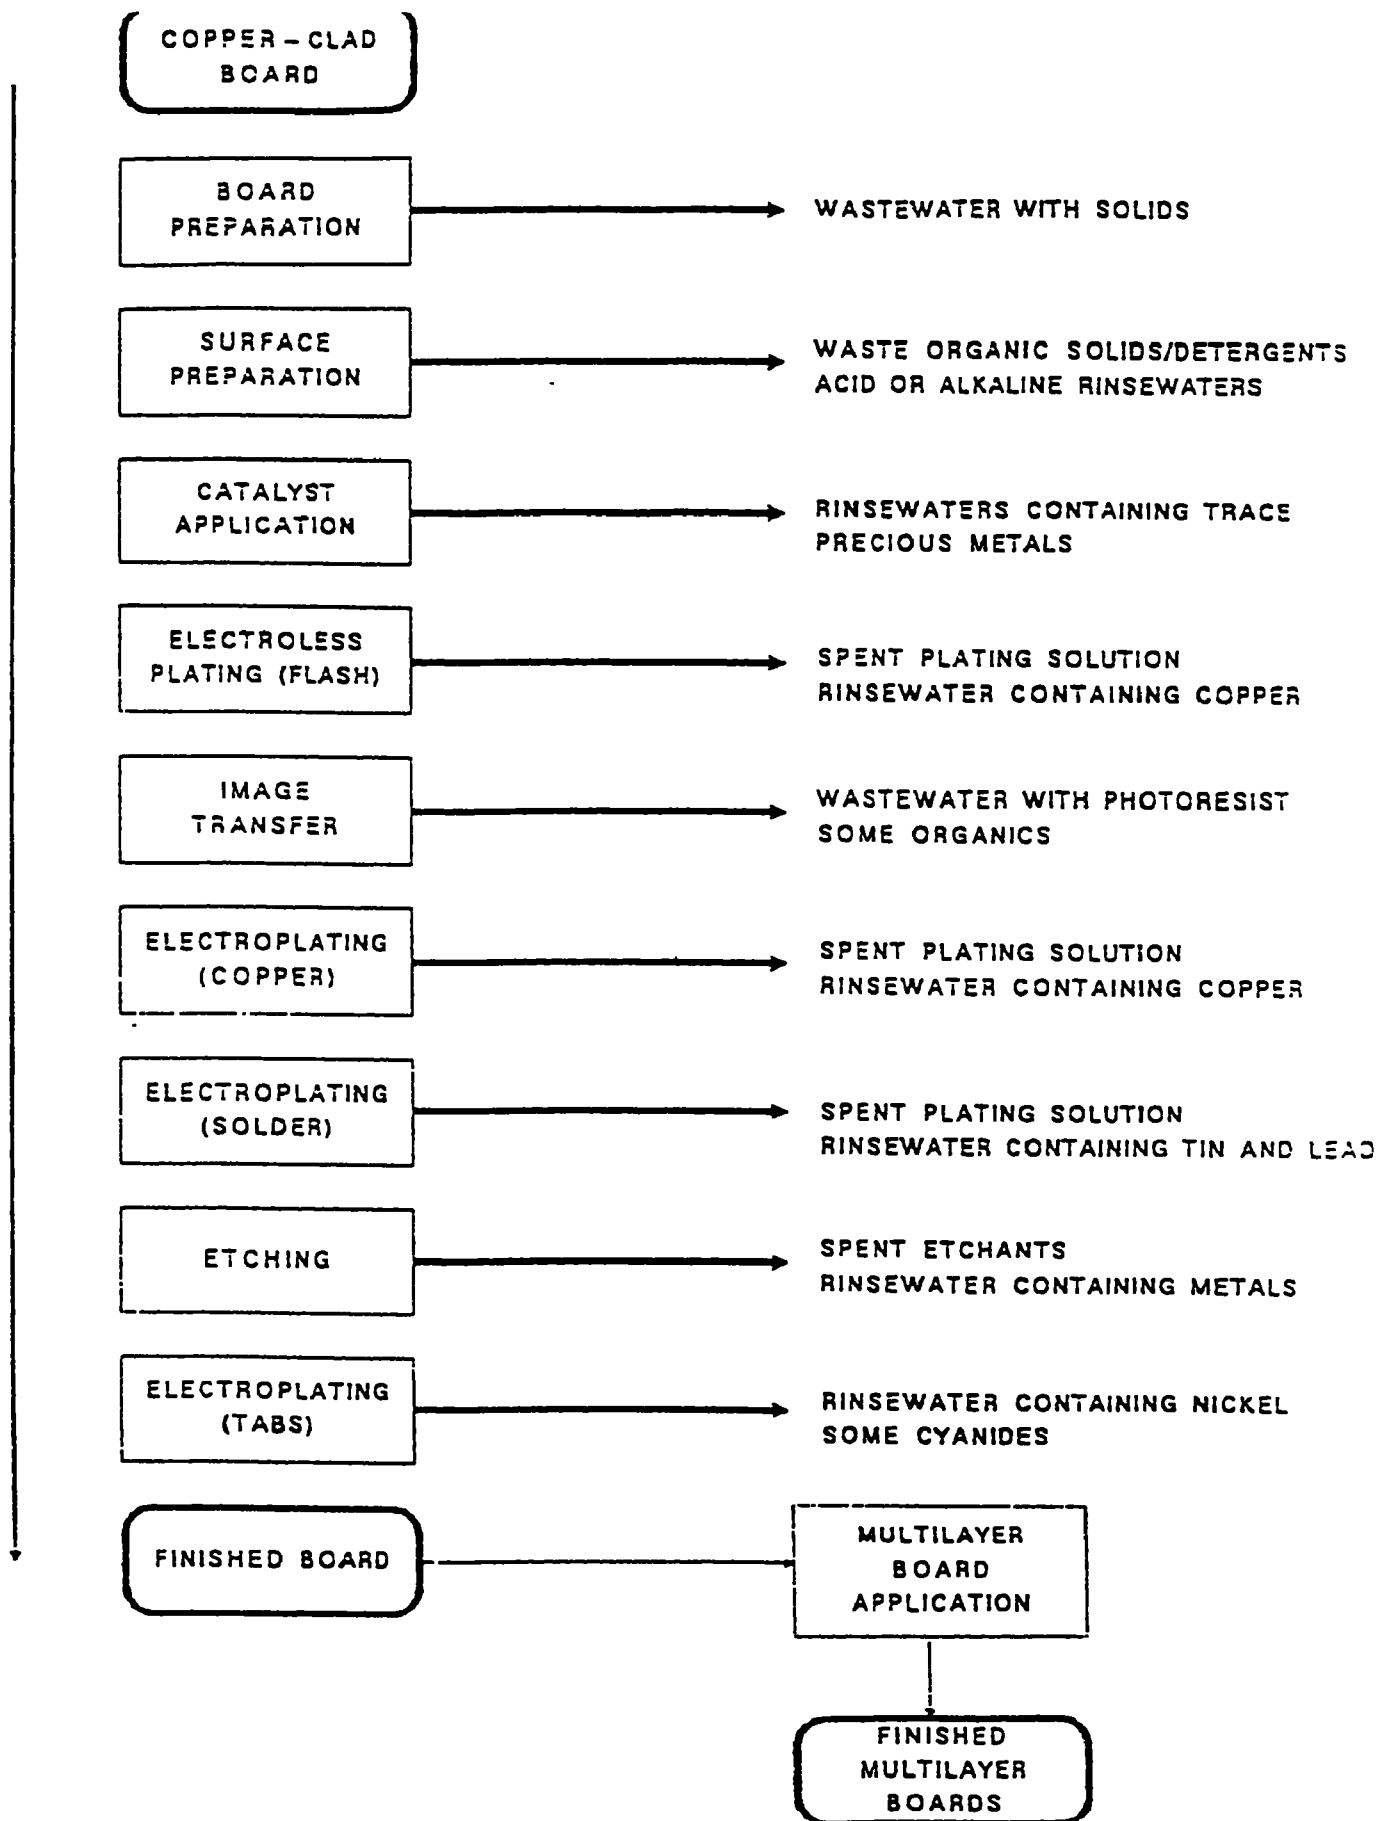 COPPER-CLAD
BOARD
BOARD
PREPARATION
WASTEWATER WITH SOLIDS
SURFACE
PREPARATION
WASTE ORGANIC SOLIDS/DETERGENTS
ACID OR ALKALINE RINSEWATERS
CATALYST
APPLICATION
RINSEWATERS CONTAINING TRACE
PRECIOUS METALS
ELECTROLESS
PLATING (FLASH)
SPENT PLATING SOLUTION
RINSEWATER CONTAINING COPPER
IMAGE
TRANSFER
WASTEWATER WITH PHOTORESIST
SOME ORGANICS
ELECTROPLATING
(COPPER)
SPENT PLATING SOLUTION
RINSEWATER CONTAINING COPPER
ELECTROPLATING
(SOLDER)
SPENT PLATING SOLUTION
RINSEWATER CONTAINING TIN AND LEAD
ETCHING
SPENT ETCHANTS
RINSEWATER CONTAINING METALS
ELECTROPLATING
(TABS)
RINSEWATER CONTAINING NICKEL
SOME CYANIDES
FINISHED BOARD
MULTILAYER
BOARD
APPLICATION
FINISHED
MULTILAYER
BOARDS